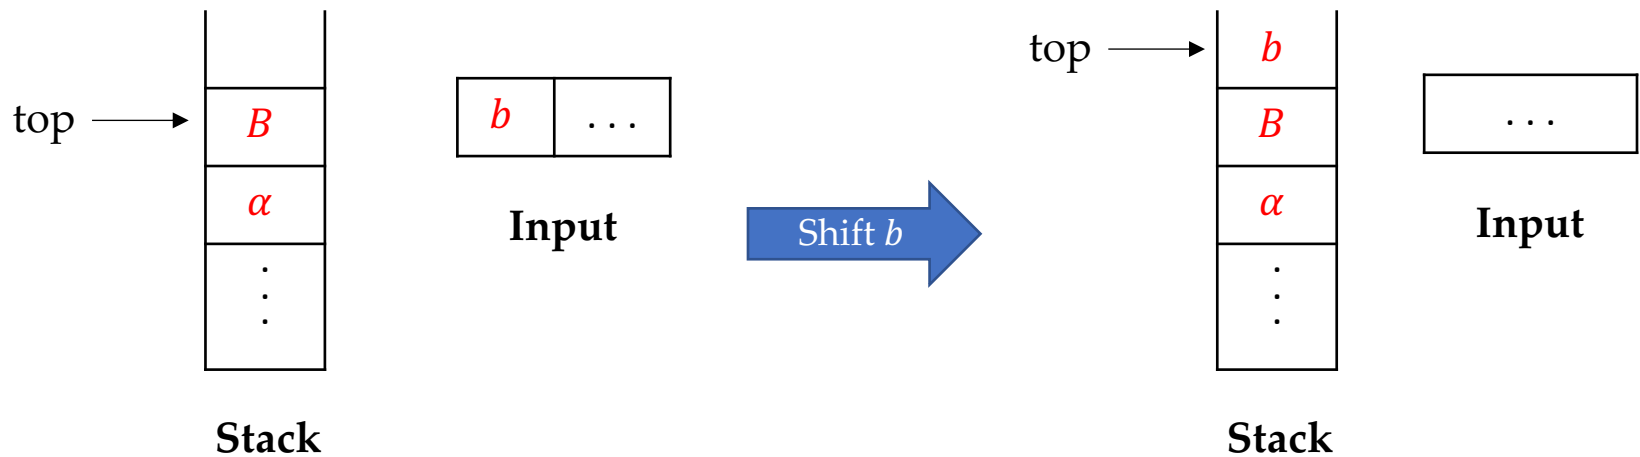 top
B
α
.
.
.
Stack
b
. . .
Input
Shift b
top
b
B
α
.
.
.
Stack
. . .
Input